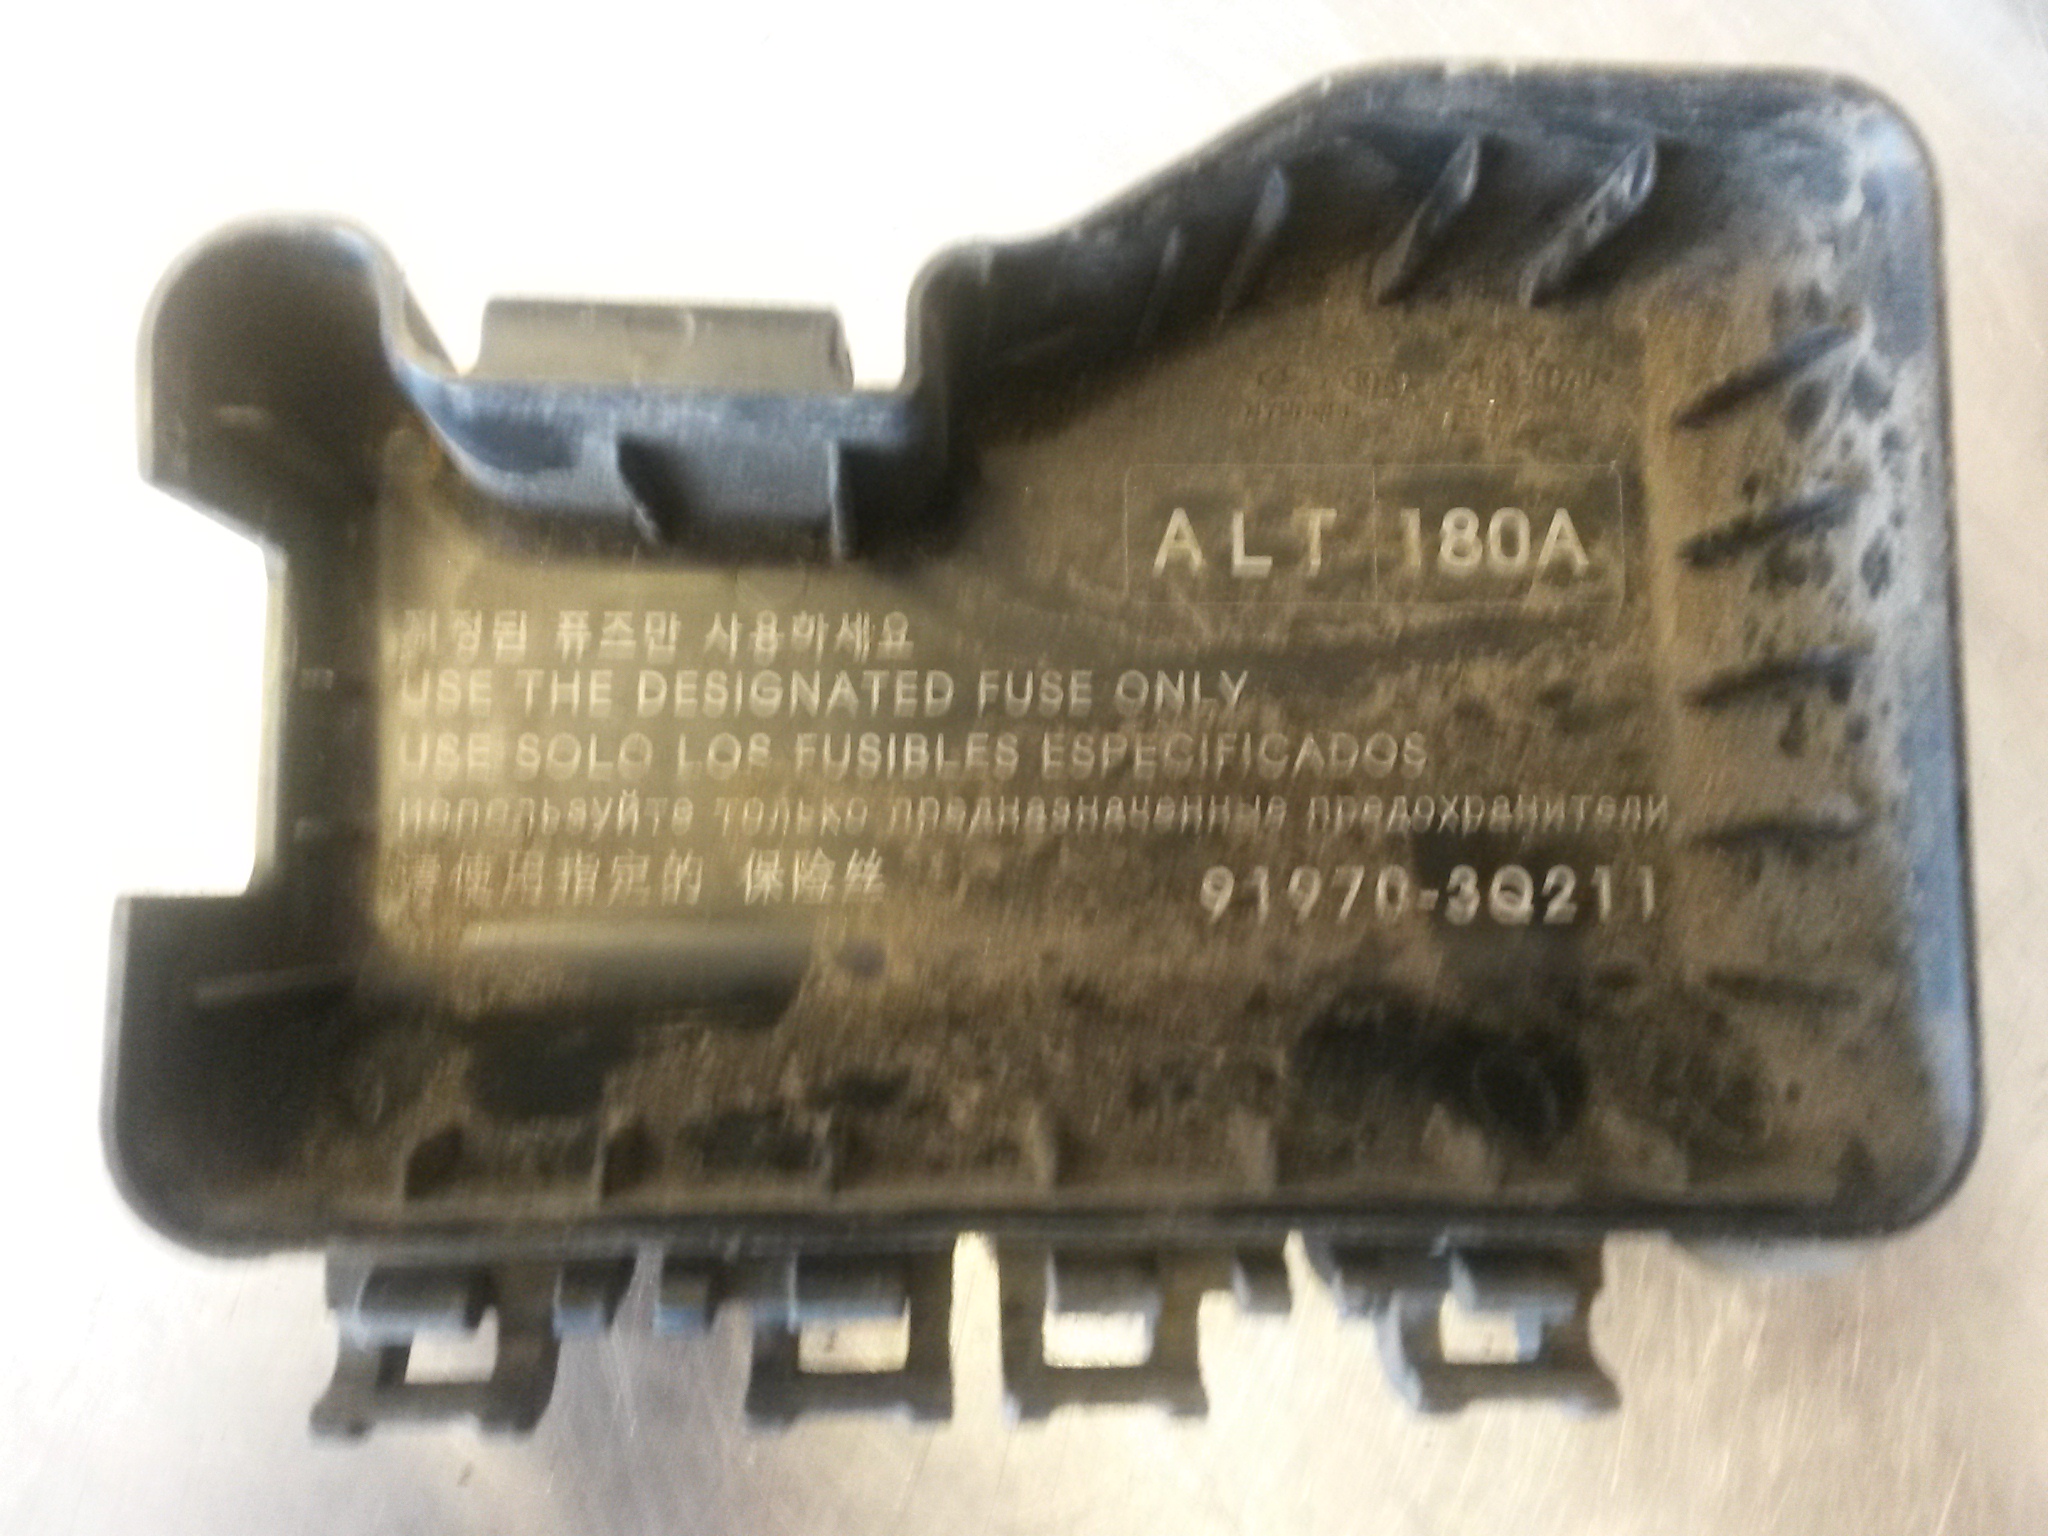 ALT 180A
지정된 퓨즈만 사용하세요
USE THE DESIGNATED FUSE ONLY
USE SOLO LOS FUSIBLES ESPECIFICADOS
используйте только предназначенные предохранители
请使用指定的 保险丝
91970-3Q211